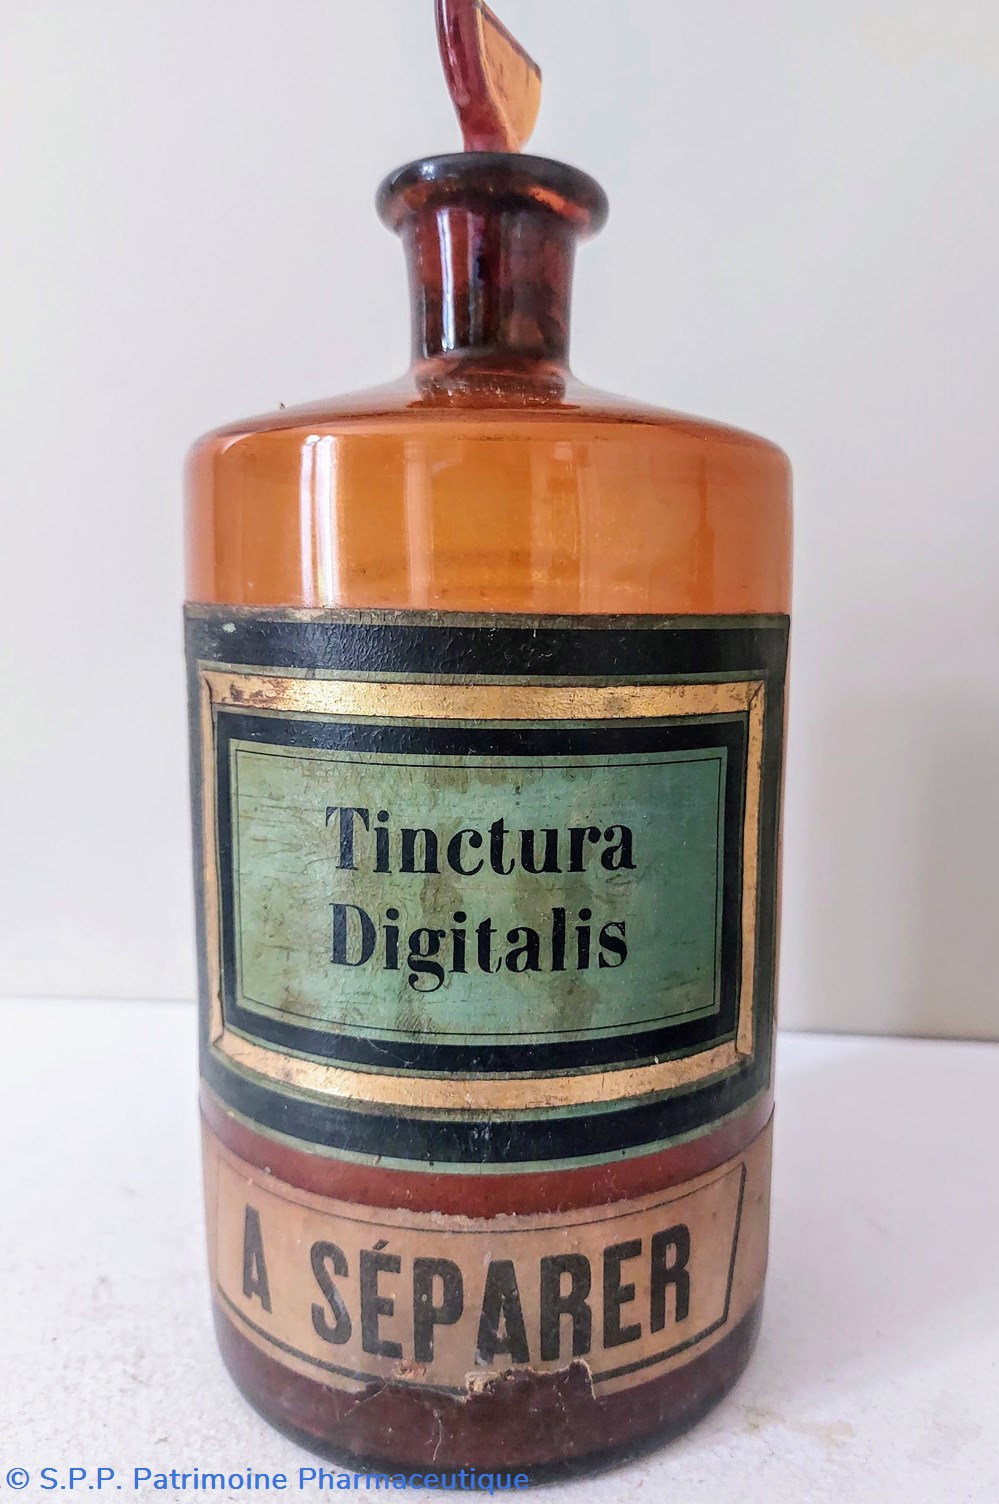 Tinctura
Digitalis
A SÉPARER
© S.P.P. Patrimoine Pharmaceutique